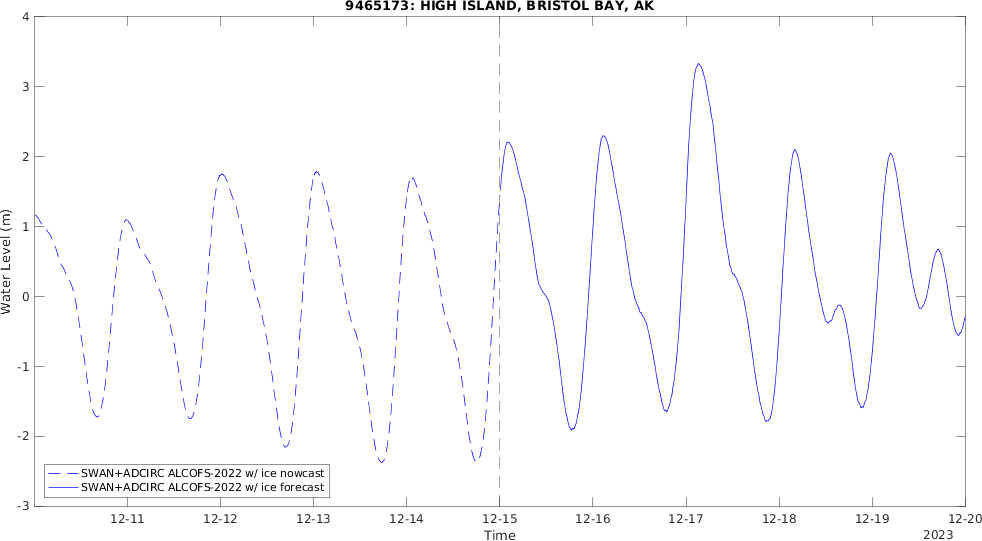 9465173: HIGH ISLAND, BRISTOL BAY, AK
4
3
2
1
0
-1
-2
-3
Water Level (m)
SWAN+ADCIRC ALCOFS-2022 w/ ice nowcast
SWAN+ADCIRC ALCOFS-2022 w/ ice forecast
12-11 12-12 12-13 12-14 12-15 12-16 12-17 12-18 12-19 12-20
Time
2023